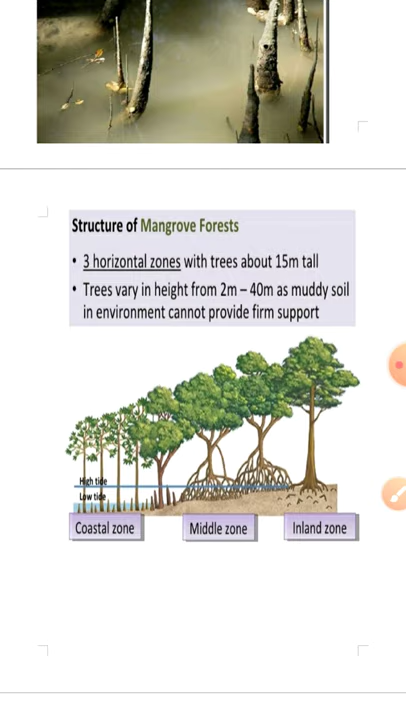 Structure of Mangrove Forests
• 3 horizontal zones with trees about 15m tall
• Trees vary in height from 2m – 40m as muddy soil
in environment cannot provide firm support
High tide
Low tide
Coastal zone Middle zone Inland zone